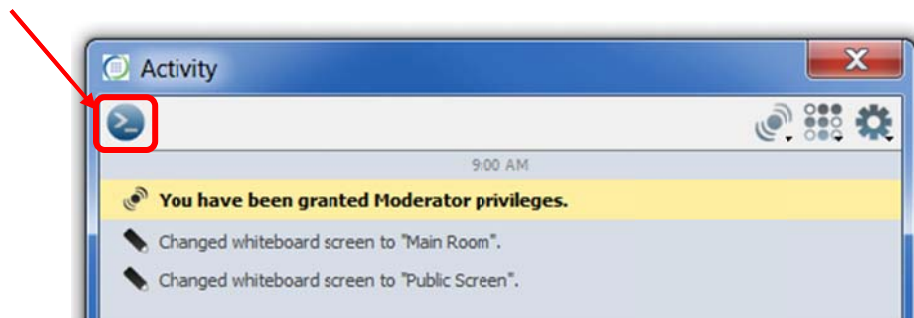 Activity
9:00 AM
You have been granted Moderator privileges.
Changed whiteboard screen to "Main Room".
Changed whiteboard screen to "Public Screen".